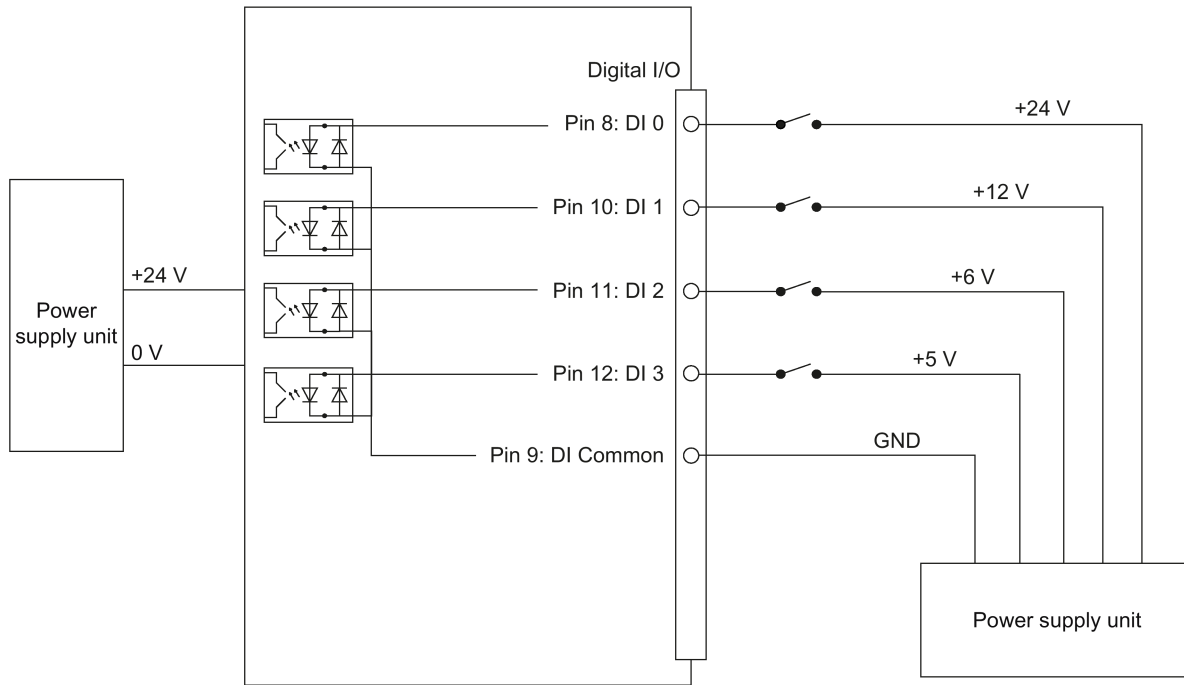 Digital I/O
Pin 8: DI 0
+24 V
Pin 10: DI 1
+12 V
+24 V
Pin 11: DI 2
+6 V
Power
supply unit
0 V
Pin 12: DI 3
+5 V
Pin 9: DI Common
GND
Power supply unit